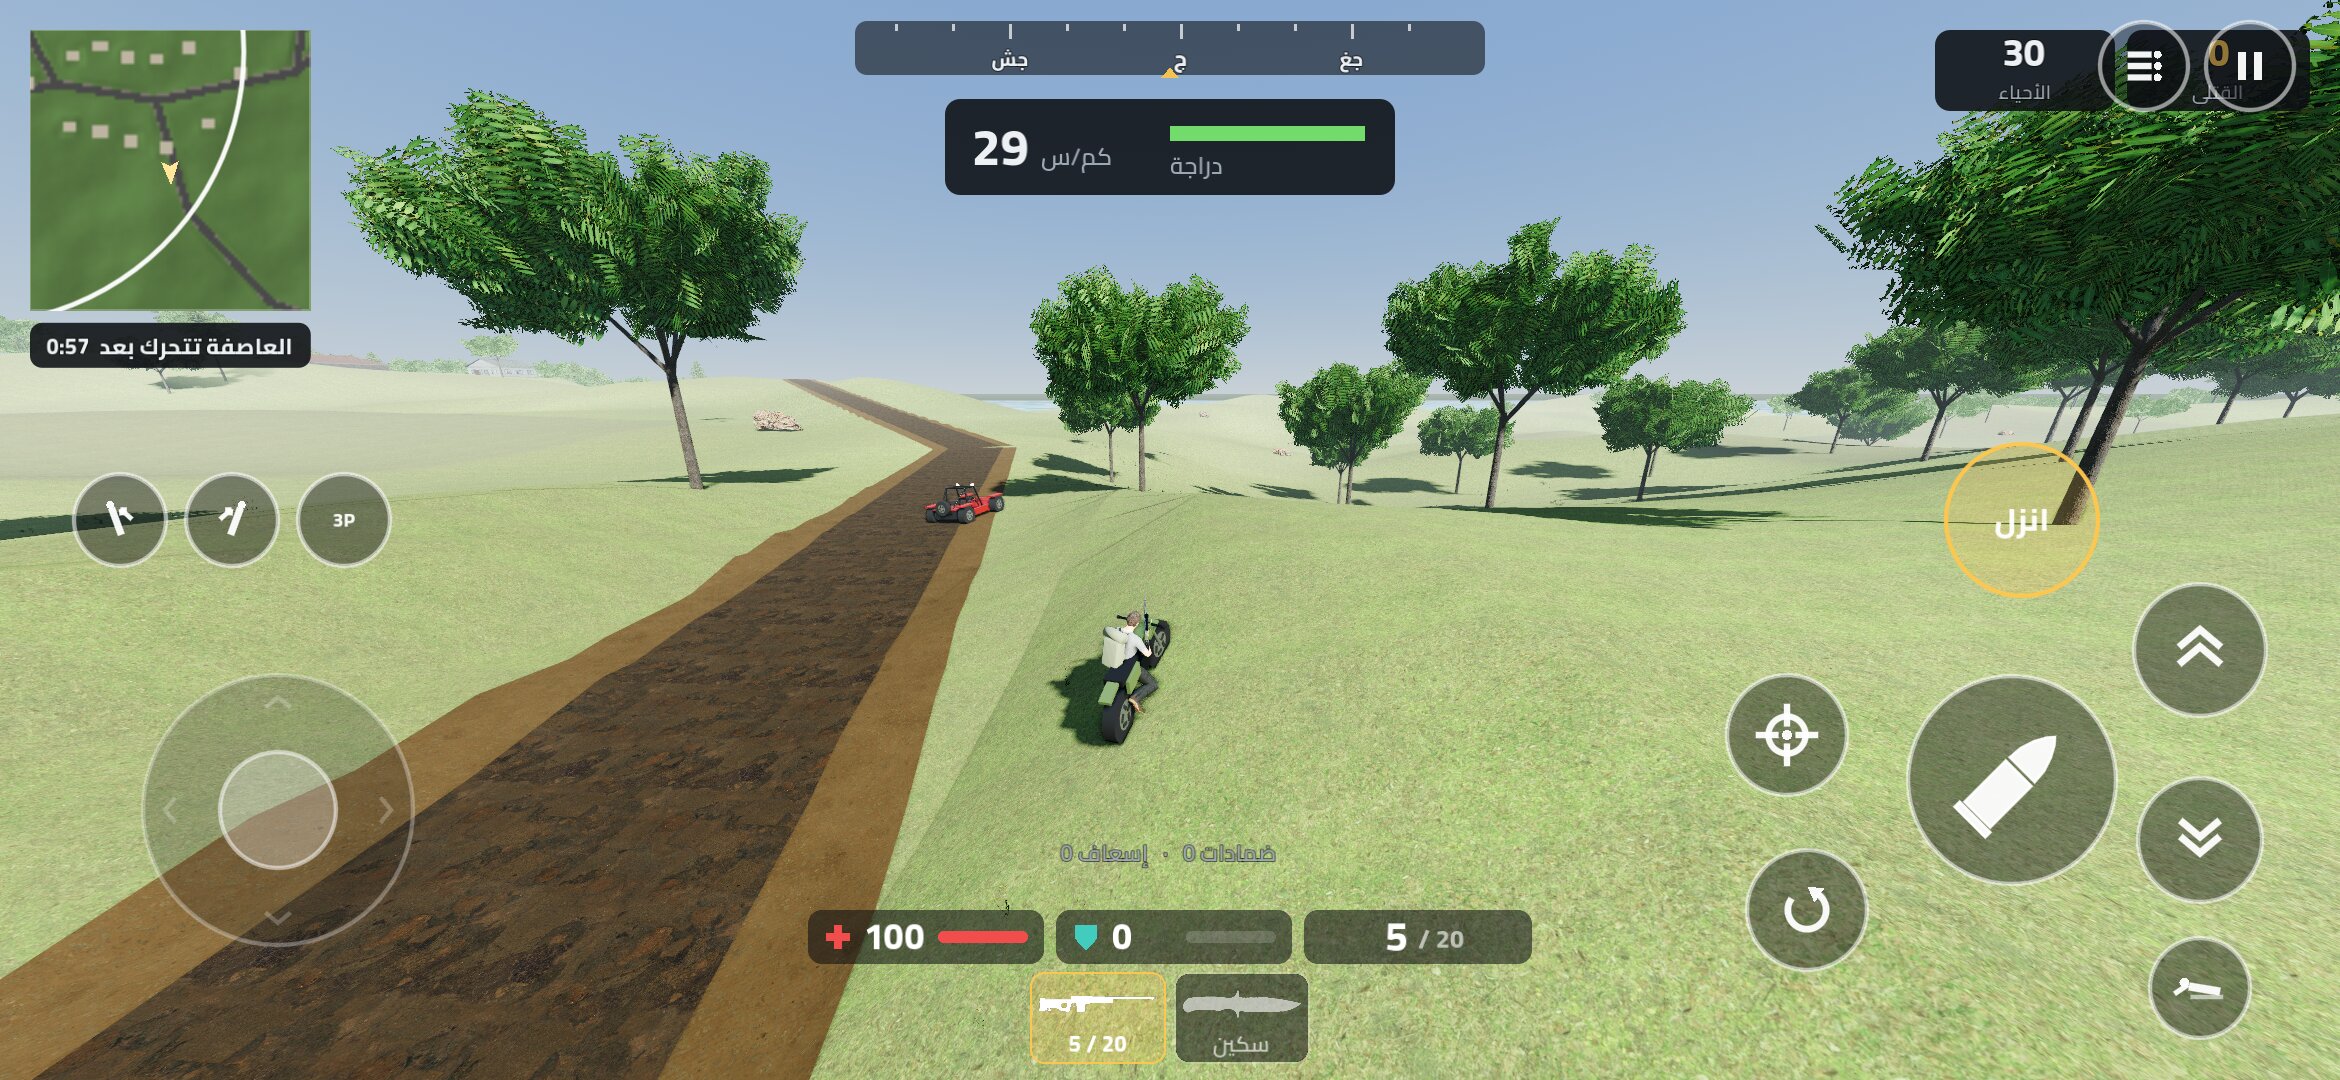 جش
ج
جغ
30
الأحياء
0
القتلى
29 كم/س
دراجة
العاصفة تتحرك بعد 0:57
3P
انزل
ضمادات 0 · إسعاف 0
100
0
5 / 20
5 / 20
سكين